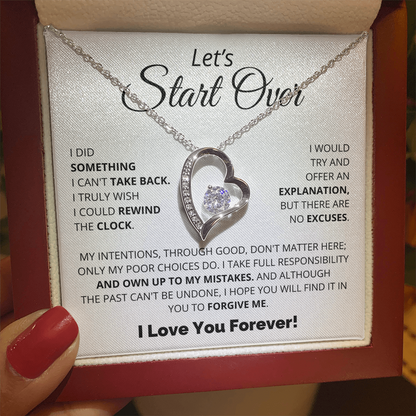 Let's
Start Over
I DID
SOMETHING
I CAN'T TAKE BACK.
I TRULY WISH
I COULD REWIND
THE CLOCK.
I WOULD
TRY AND
OFFER AN
EXPLANATION,
BUT THERE
ARE NO
EXCUSES.
MY INTENTIONS, THROUGH GOOD, DON'T MATTER HERE;
ONLY MY POOR CHOICES DO. I TAKE FULL RESPONSIBILITY
AND OWN UP TO MY MISTAKES. AND ALTHOUGH
THE PAST CAN'T BE UNDONE, I HOPE YOU WILL FIND IT IN
YOU TO FORGIVE ME.
I Love You Forever!